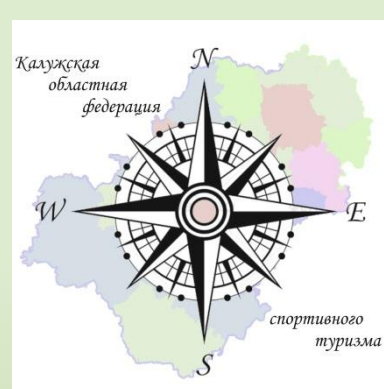 Калужская
областная
федерация
N
W
E
S
спортивного
туризма